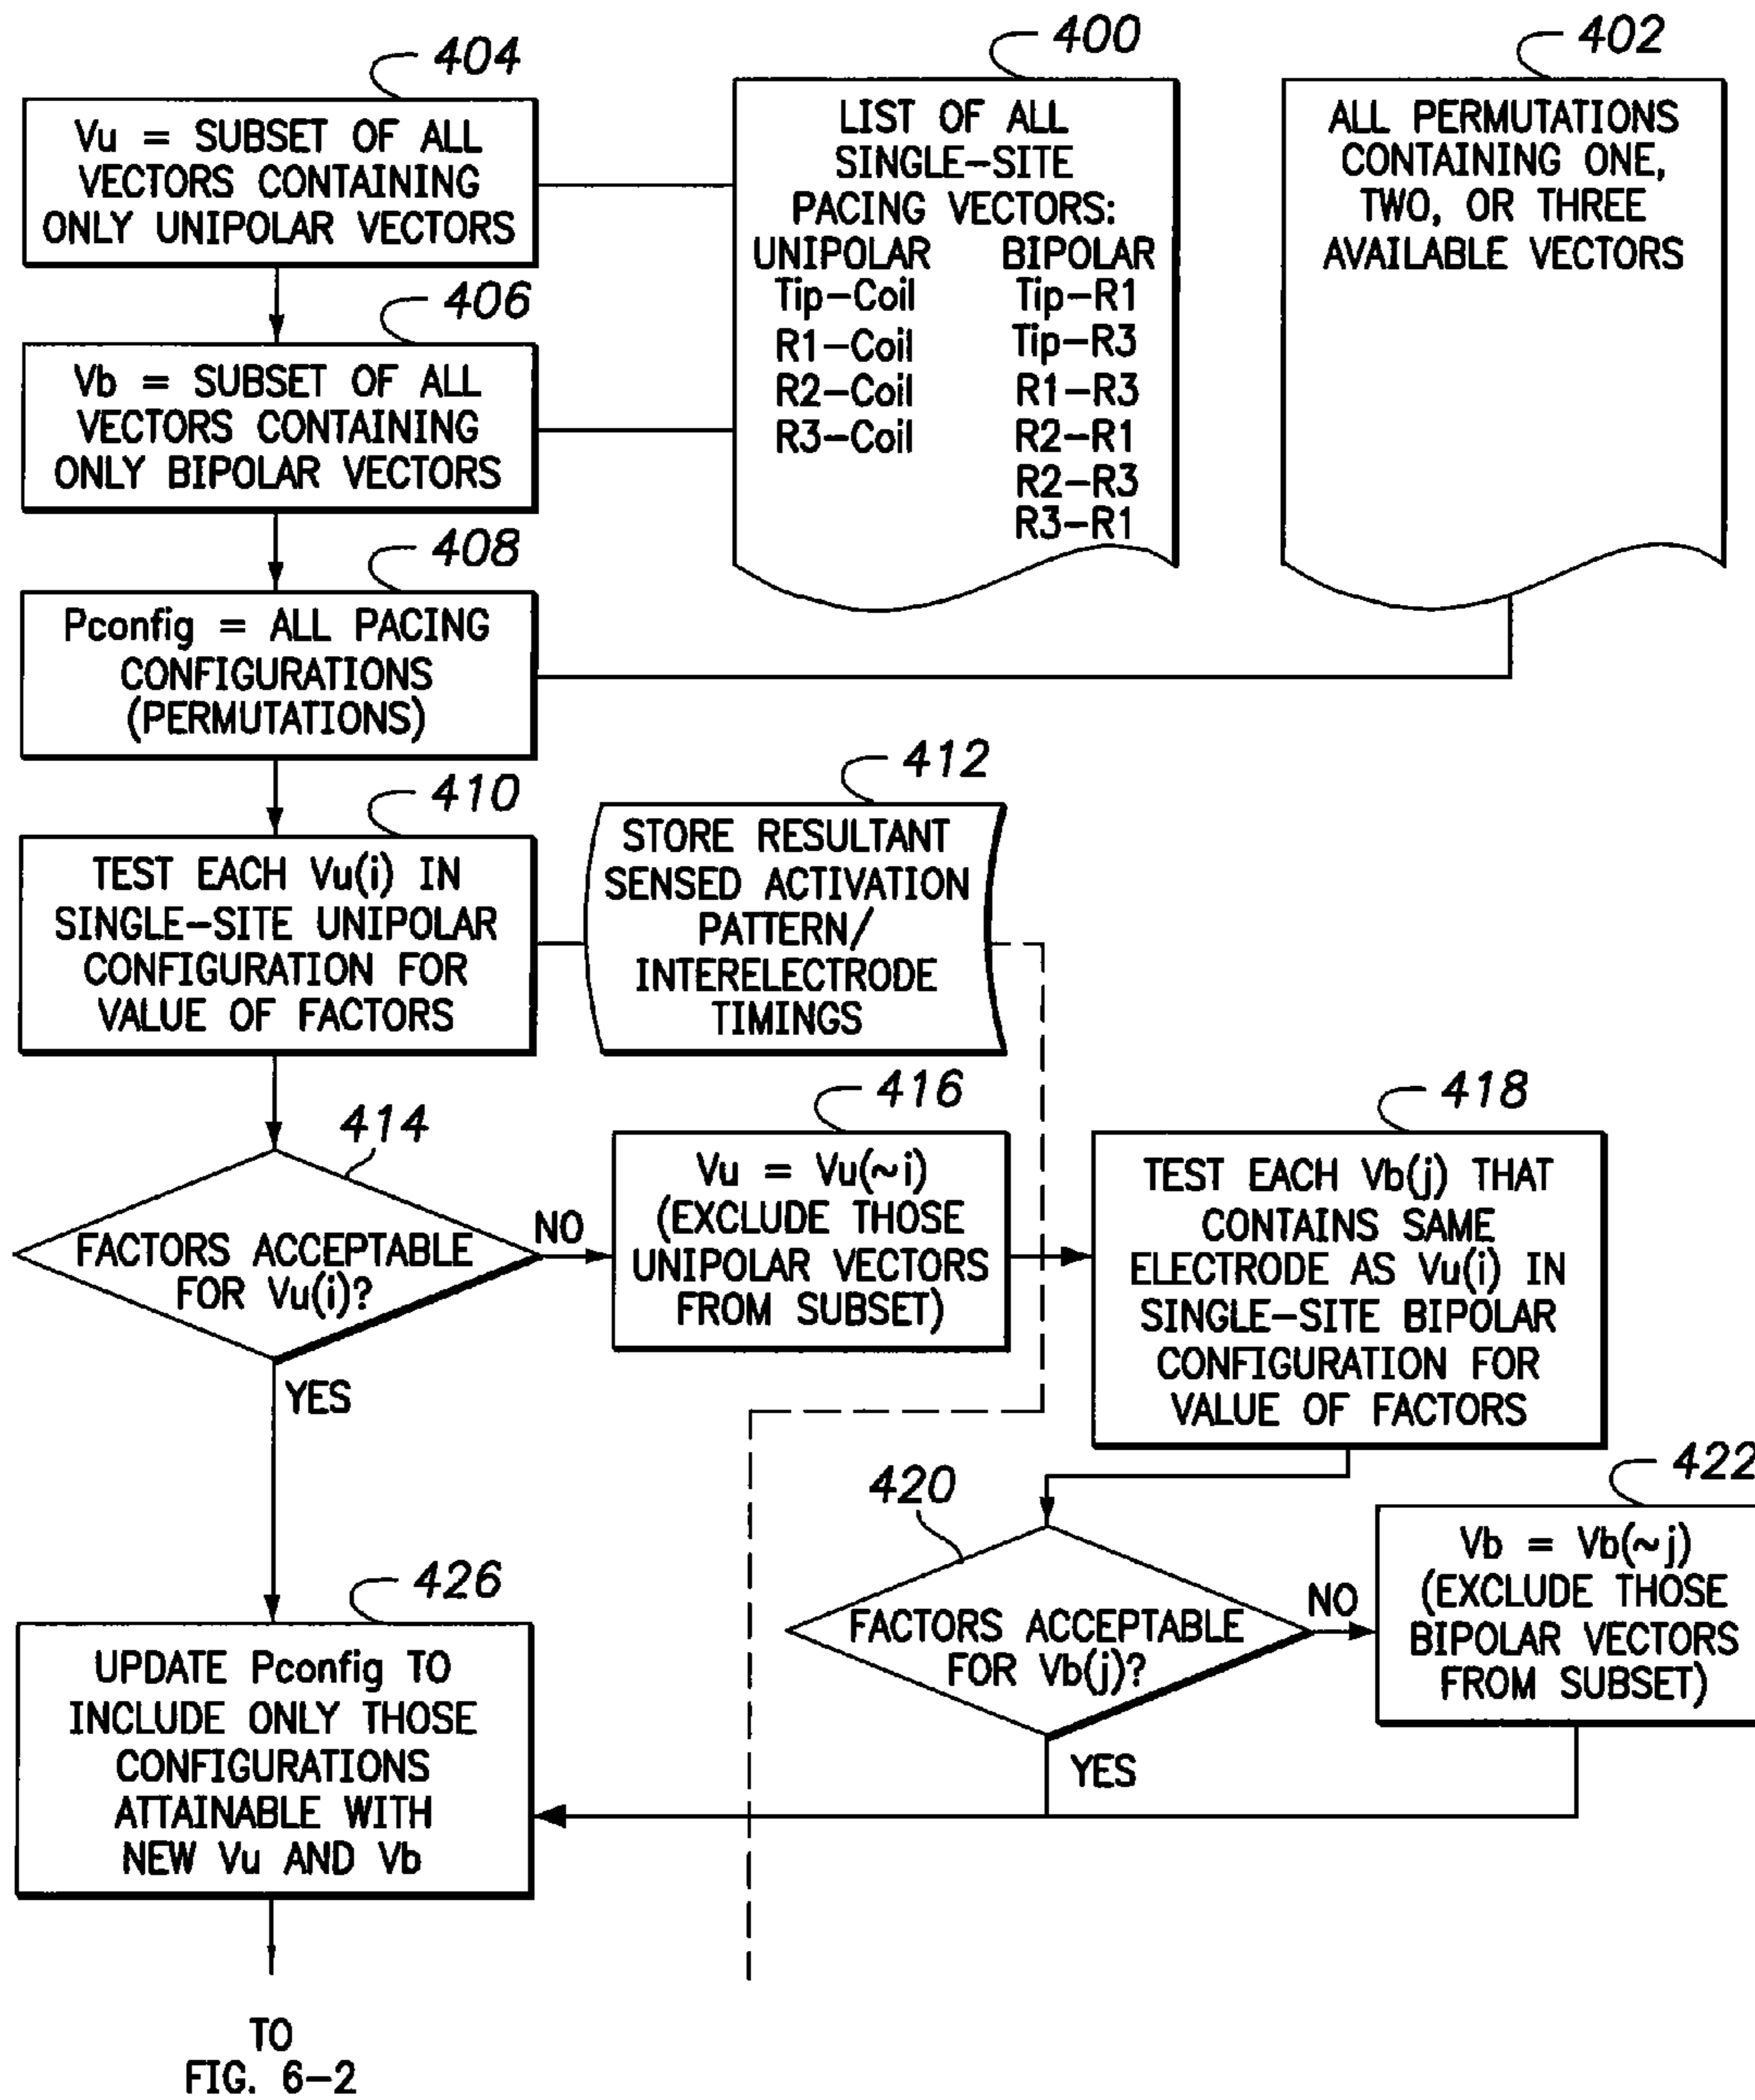 404
Vu = SUBSET OF ALL
VECTORS CONTAINING
ONLY UNIPOLAR VECTORS
400
LIST OF ALL
SINGLE-SITE
PACING VECTORS:
UNIPOLAR BIPOLAR
Tip-Coil Tip-R1
R1-Coil Tip-R3
R2-Coil R1-R3
R3-Coil R2-R1
R2-R3
R3-R1
402
ALL PERMUTATIONS
CONTAINING ONE,
TWO, OR THREE
AVAILABLE VECTORS
406
Vb = SUBSET OF ALL
VECTORS CONTAINING
ONLY BIPOLAR VECTORS
408
Pconfig = ALL PACING
CONFIGURATIONS
(PERMUTATIONS)
410
TEST EACH Vu(i) IN
SINGLE-SITE UNIPOLAR
CONFIGURATION FOR
VALUE OF FACTORS
412
STORE RESULTANT
SENSED ACTIVATION
PATTERN/
INTERELECTRODE
TIMINGS
414
FACTORS ACCEPTABLE
FOR Vu(i)?
NO
YES
416
Vu = Vu(~i)
(EXCLUDE THOSE
UNIPOLAR VECTORS
FROM SUBSET)
418
TEST EACH Vb(j) THAT
CONTAINS SAME
ELECTRODE AS Vu(i) IN
SINGLE-SITE BIPOLAR
CONFIGURATION FOR
VALUE OF FACTORS
420
FACTORS ACCEPTABLE
FOR Vb(j)?
NO
YES
422
Vb = Vb(~j)
(EXCLUDE THOSE
BIPOLAR VECTORS
FROM SUBSET)
426
UPDATE Pconfig TO
INCLUDE ONLY THOSE
CONFIGURATIONS
ATTAINABLE WITH
NEW Vu AND Vb
TO
FIG. 6-2